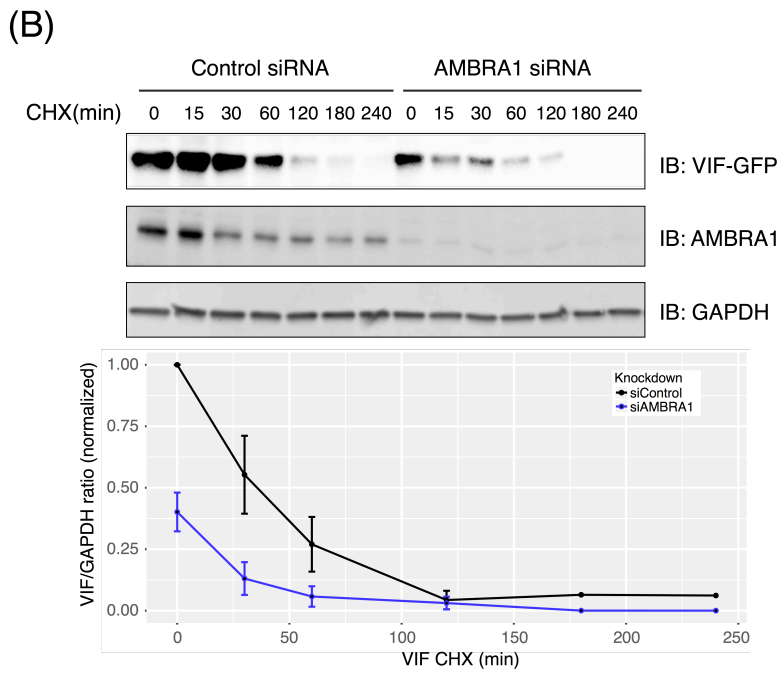 (B)
Control siRNA AMBRA1 siRNA
CHX(min) 0 15 30 60 120 180 240 0 15 30 60 120 180 240
IB: VIF-GFP
IB: AMBRA1
IB: GAPDH
VIF/GAPDH ratio (normalized)
1.00
0.75
0.50
0.25
0.00
Knockdown
siControl
siAMBRA1
0 50 100 150 200 250
VIF CHX (min)